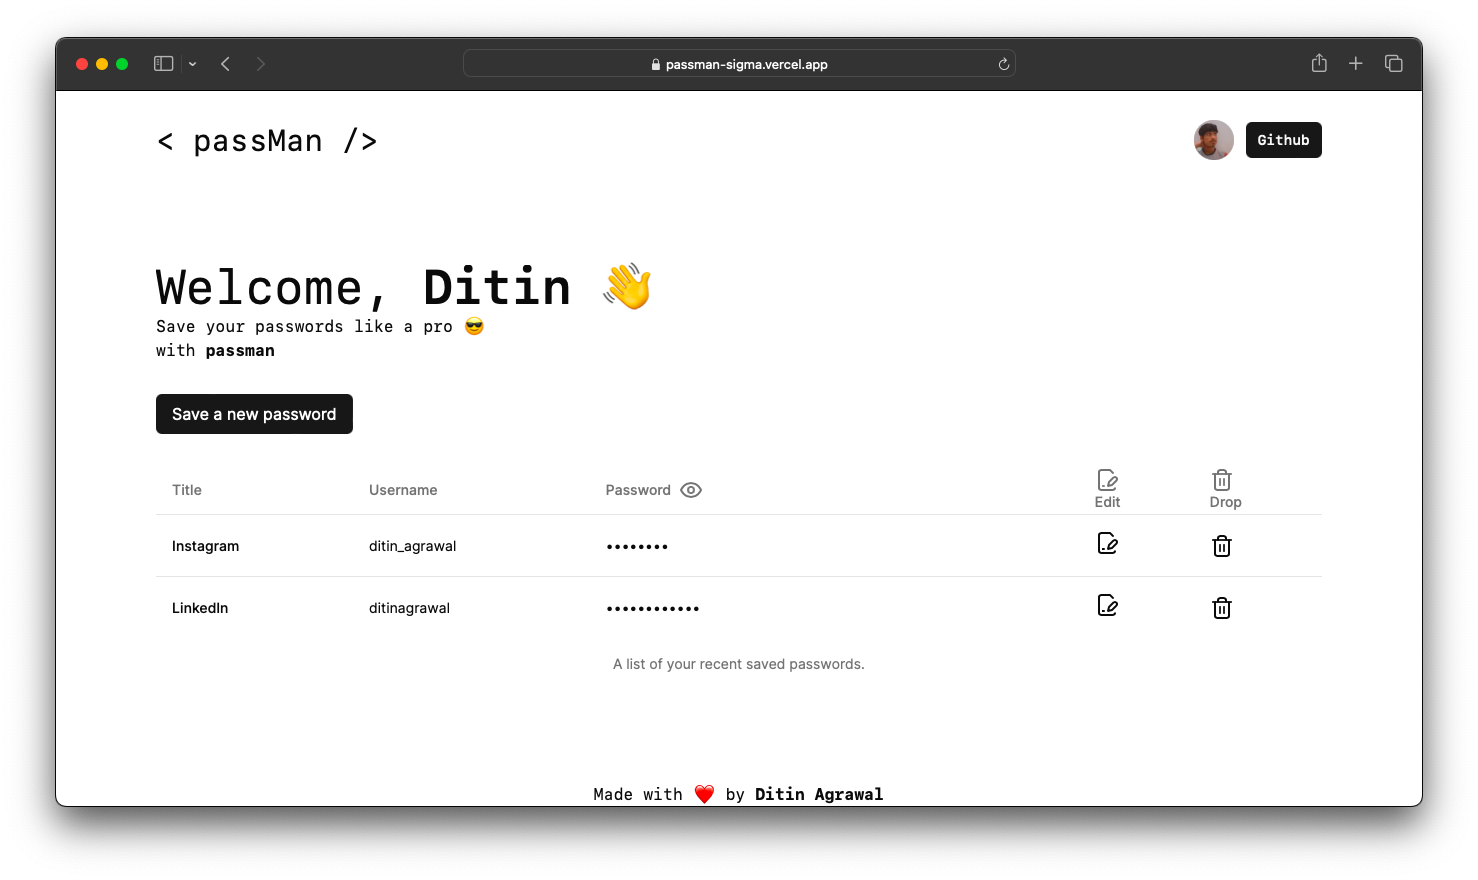 passman-sigma.vercel.app
< passMan />
Github
Welcome, Ditin 👋
Save your passwords like a pro 😎
with passman
Save a new password
Title Username Password Edit Drop
Instagram ditin_agrawal ••••••••
LinkedIn ditinagrawal ••••••••••••
A list of your recent saved passwords.
Made with ❤️ by Ditin Agrawal